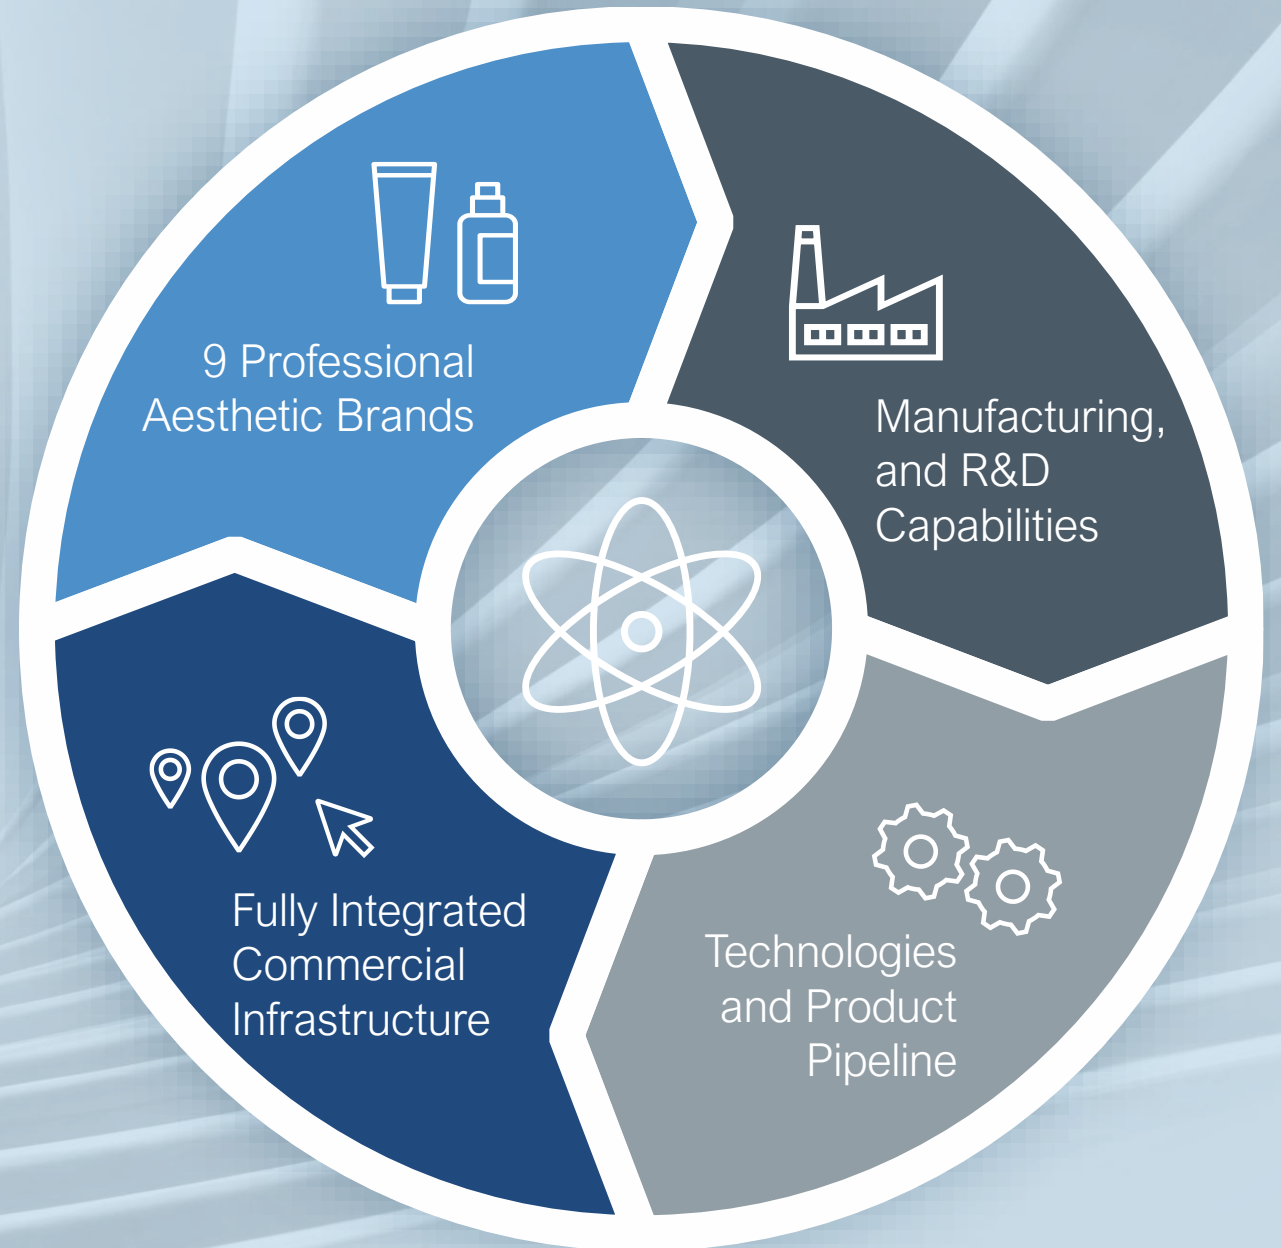 9 Professional
Aesthetic Brands
Manufacturing,
and R&D
Capabilities
Technologies
and Product
Pipeline
Fully Integrated
Commercial
Infrastructure